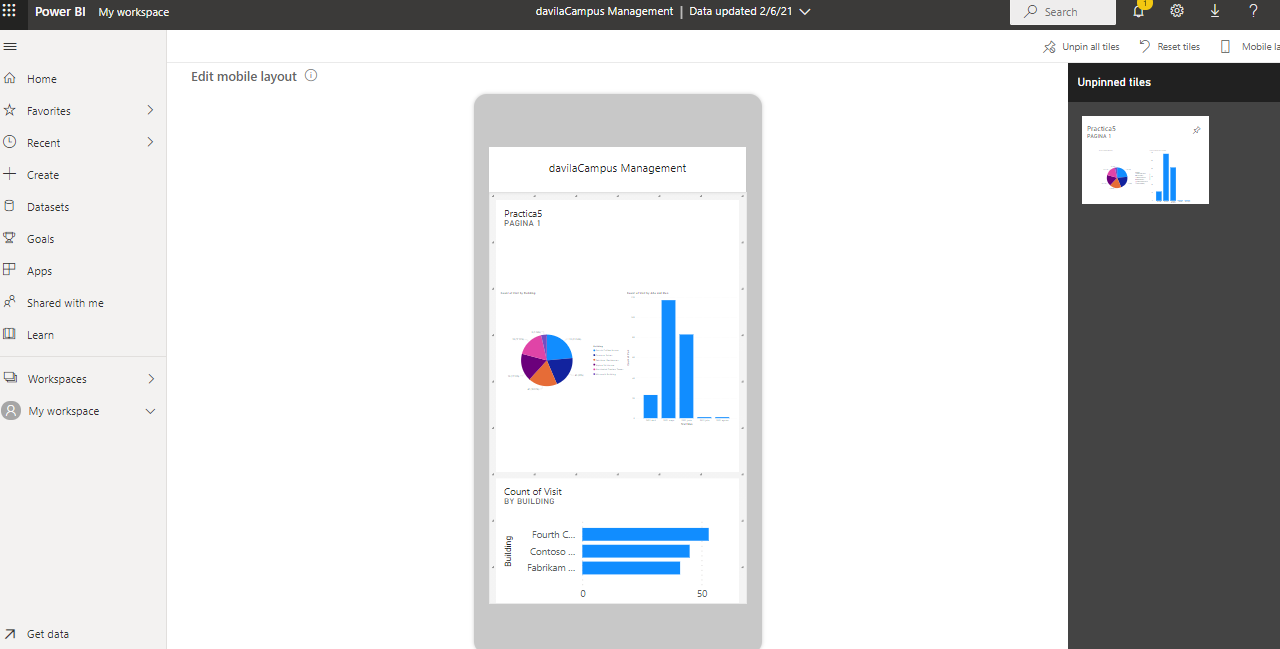 Power BI My workspace
davilaCampus Management | Data updated 2/6/21
1
Search
?
Unpin all tiles
Reset tiles
Mobile la
Edit mobile layout
Home
Favorites
Recent
Create
Datasets
Goals
Apps
Shared with me
Learn
Workspaces
My workspace
Get data
davilaCampus Management
Practica5
PÁGINA 1
Count of Visit
BY BUILDING
Building
Fourth C...
Contoso ...
Fabrikam ...
0 50
Unpinned tiles
Practica5
PÁGINA 1